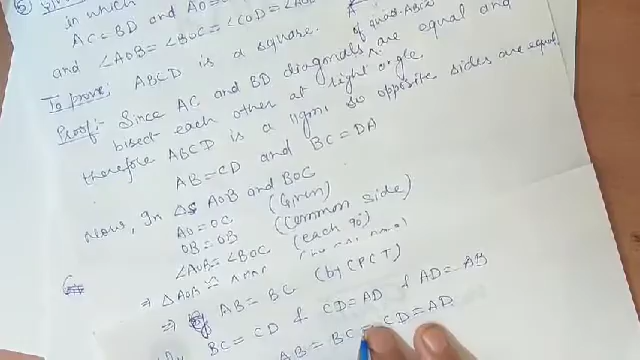 in which
AC = BD and AO =
and ∠AOB = ∠BOC = ∠COD = ∠AO
To prove, ABCD is a square.
of quad. ABCD
Proof:- Since AC and BD diagonals are equal and
bisect each other at right angle.
therefore ABCD is a ||gm, so opposite sides are equal
AB = CD and BC = DA
Now, In Δs AOB and BOC
AO = OC (Given)
OB = OB (Common side)
∠AOB = ∠BOC (each 90°)
⇒ ΔAOB ≅
⇒ AB = BC (by CPCT)
BC = CD & CD = AD & AD = AB
AB = BC = CD = AD